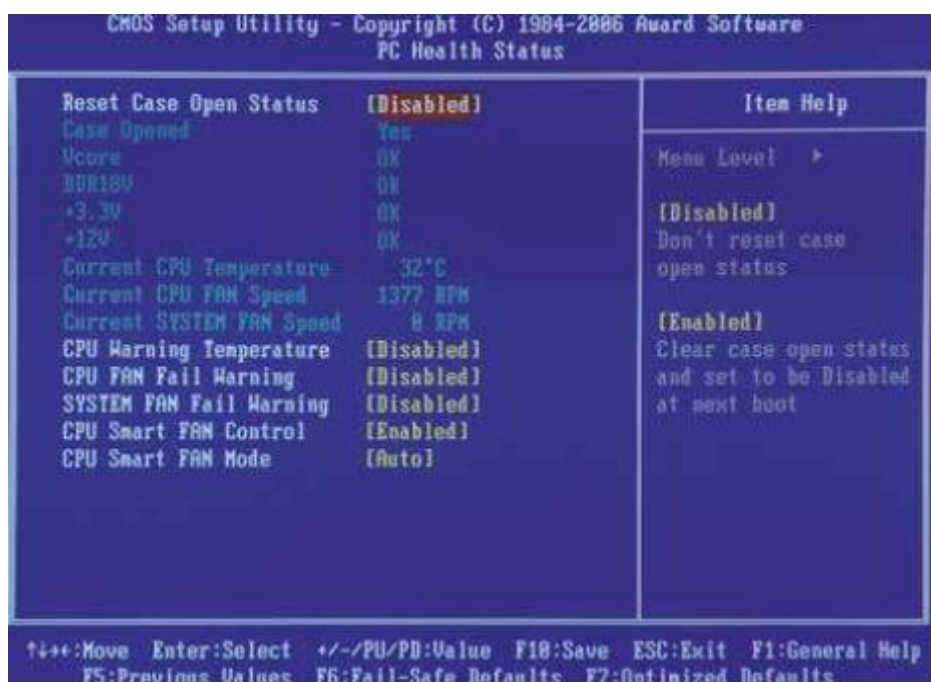 CMOS Setup Utility - Copyright (C) 1984-2006 Award Software
PC Health Status
Reset Case Open Status [Disabled]
Case Opened Yes
Vcore OK
DDR18V OK
+3.3V OK
+12V OK
Current CPU Temperature 32°C
Current CPU FAN Speed 1377 RPM
Current SYSTEM FAN Speed 0 RPM
CPU Warning Temperature [Disabled]
CPU FAN Fail Warning [Disabled]
SYSTEM FAN Fail Warning [Disabled]
CPU Smart FAN Control [Enabled]
CPU Smart FAN Mode [Auto]
Item Help
Menu Level ▶
[Disabled]
Don't reset case
open status
[Enabled]
Clear case open status
and set to be Disabled
at next boot
↑↓→←:Move Enter:Select +/-/PU/PD:Value F10:Save ESC:Exit F1:General Help
F5:Previous Values F6:Fail-Safe Defaults F7:Optimized Defaults